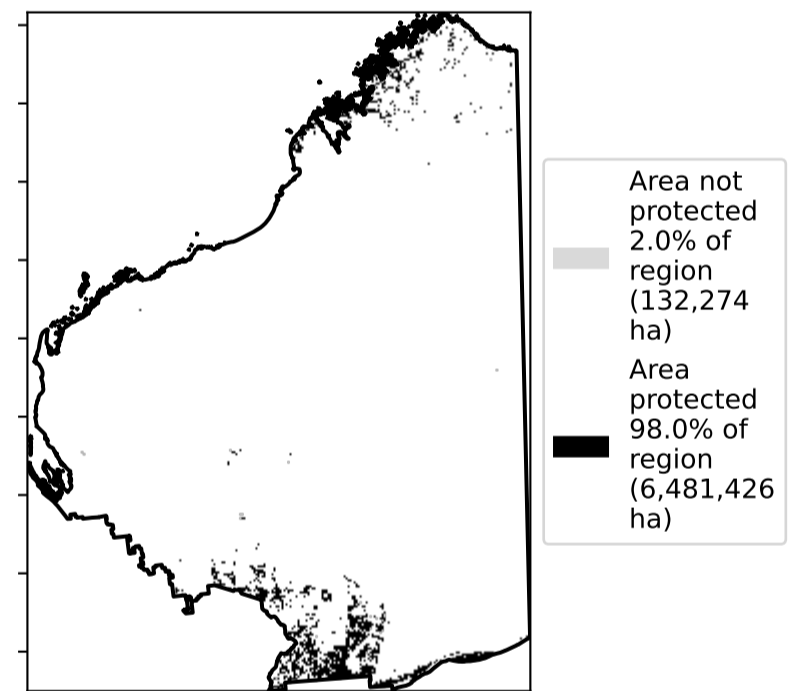 Area not
protected
2.0% of
region
(132,274
ha)
Area
protected
98.0% of
region
(6,481,426
ha)